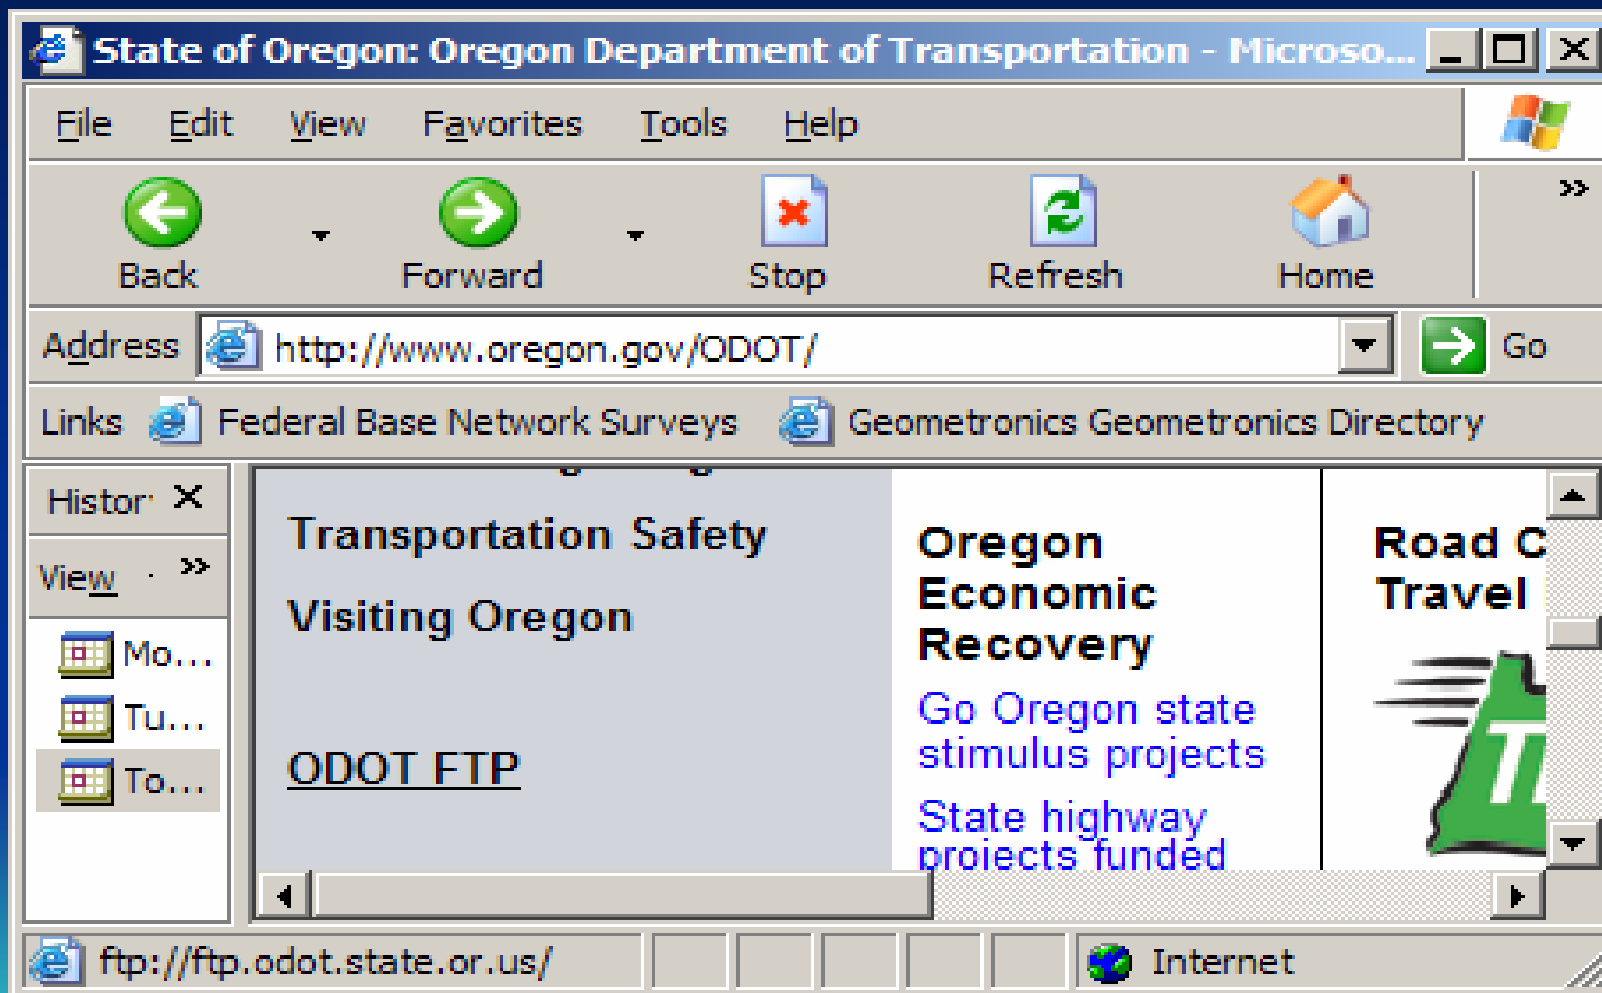 State of Oregon: Oregon Department of Transportation - Microso...
File Edit View Favorites Tools Help
Back Forward Stop Refresh Home
Address http://www.oregon.gov/ODOT/ Go
Links Federal Base Network Surveys Geometronics Geometronics Directory
Histor
View
Mo...
Tu...
To...
Transportation Safety
Visiting Oregon
ODOT FTP
Oregon
Economic
Recovery
Go Oregon state
stimulus projects
State highway
projects funded
Road C
Travel
ftp://ftp.odot.state.or.us/ Internet